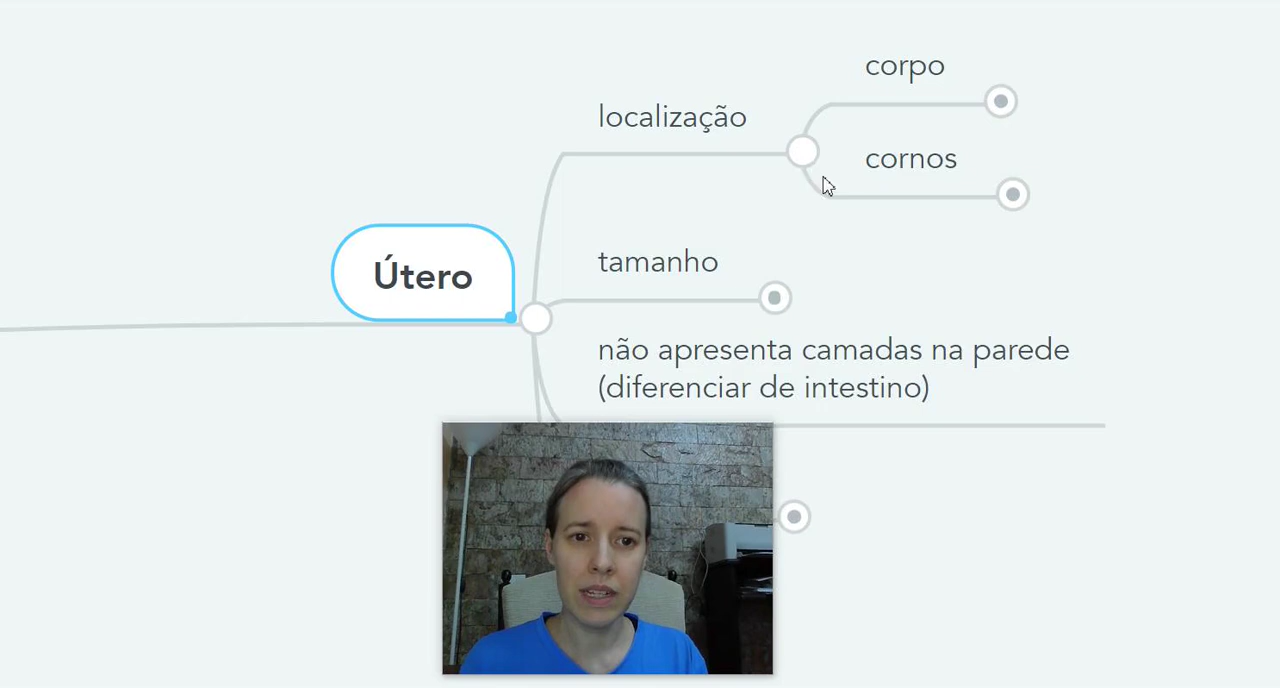 corpo
localização
cornos
Útero
tamanho
não apresenta camadas na parede
(diferenciar de intestino)